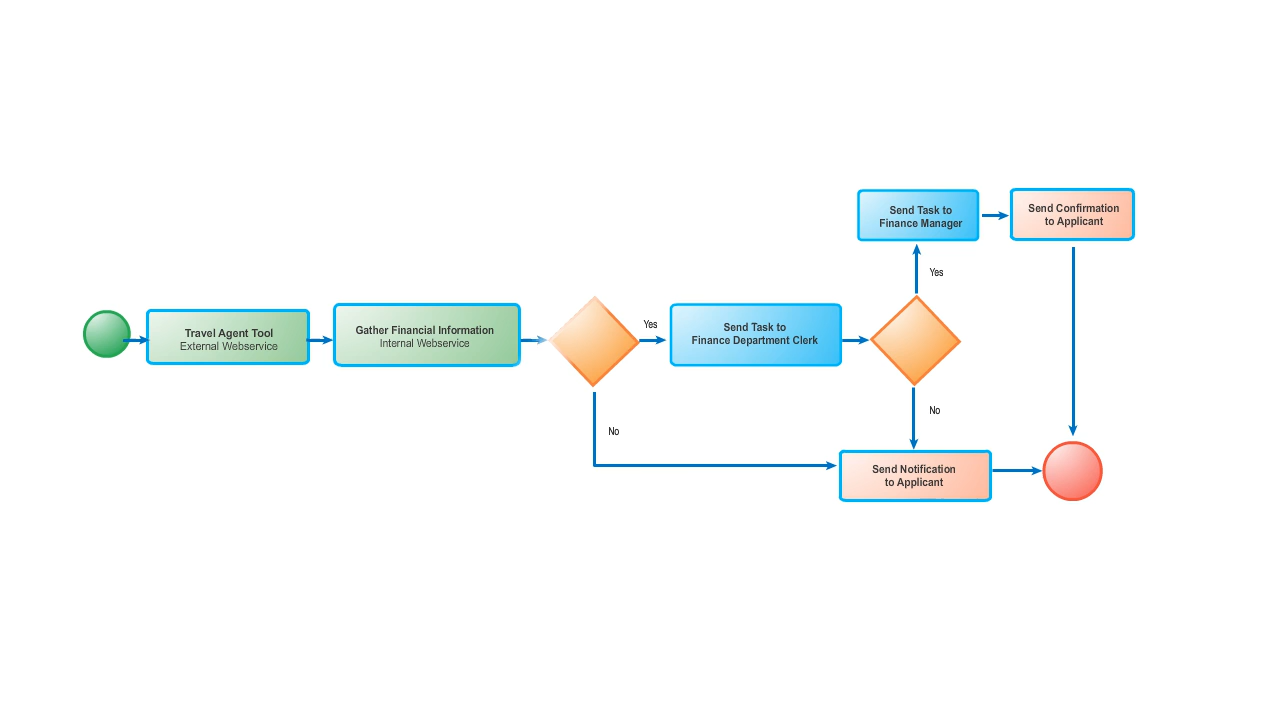 Travel Agent Tool
External Webservice
Gather Financial Information
Internal Webservice
Yes
No
Send Task to
Finance Department Clerk
Yes
No
Send Task to
Finance Manager
Send Confirmation
to Applicant
Send Notification
to Applicant